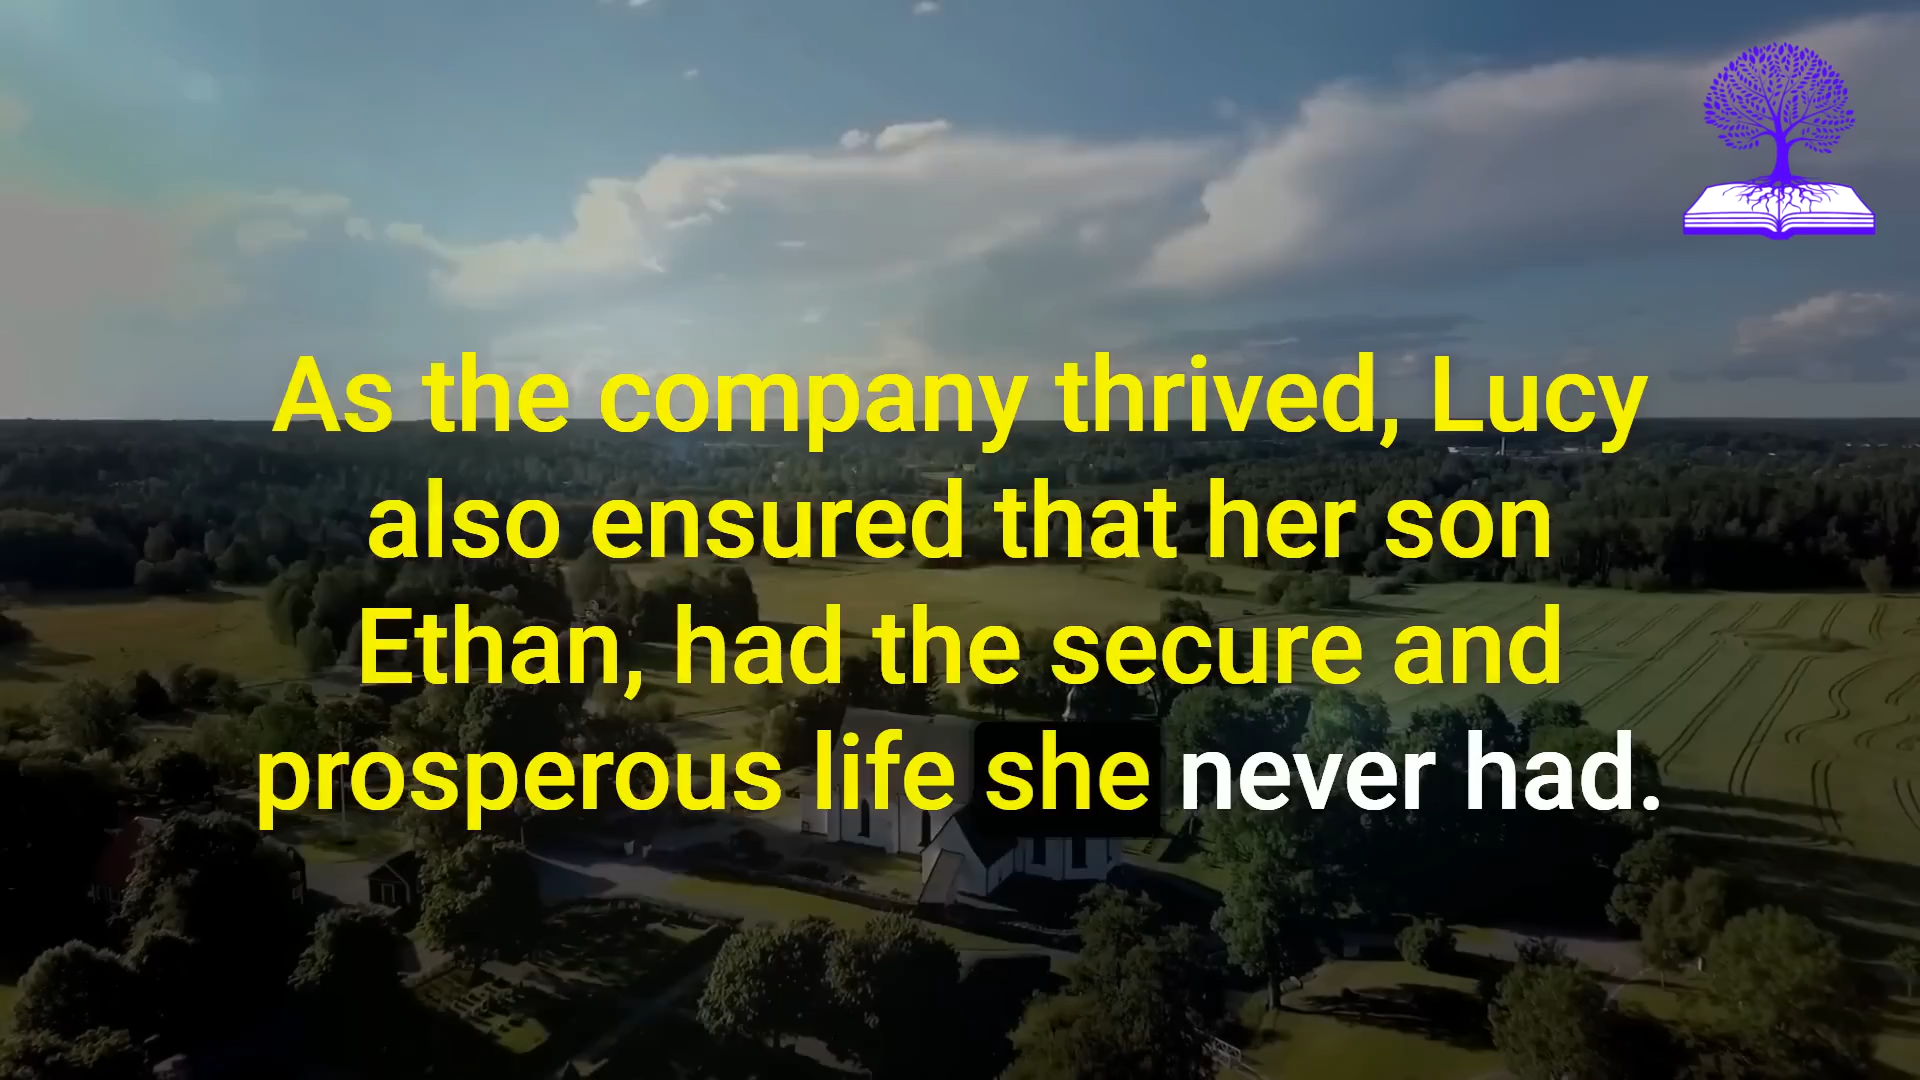 As the company thrived, Lucy
also ensured that her son
Ethan, had the secure and
prosperous life she never had.